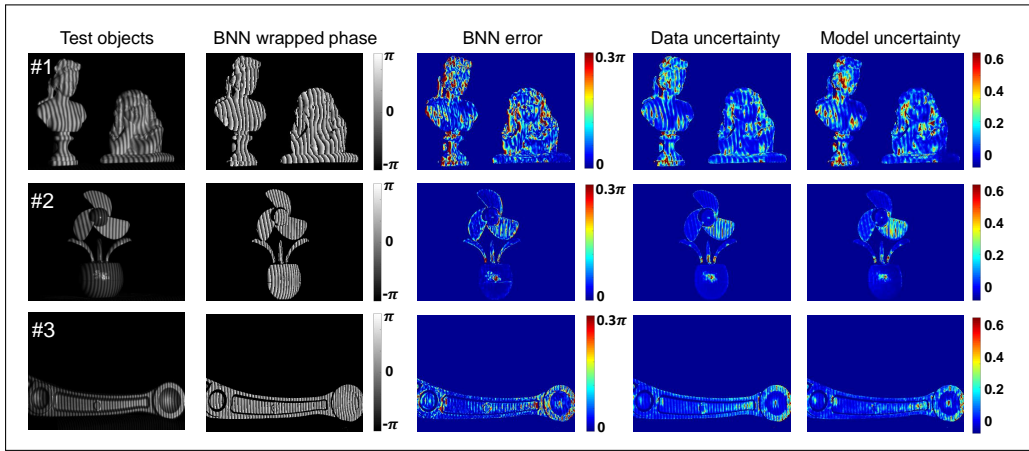 Test objects BNN wrapped phase BNN error Data uncertainty Model uncertainty
#1 π 0 -π 0.3π 0 0.6 0.4 0.2 0
#2 π 0 -π 0.3π 0 0.6 0.4 0.2 0
#3 π 0 -π 0.3π 0 0.6 0.4 0.2 0